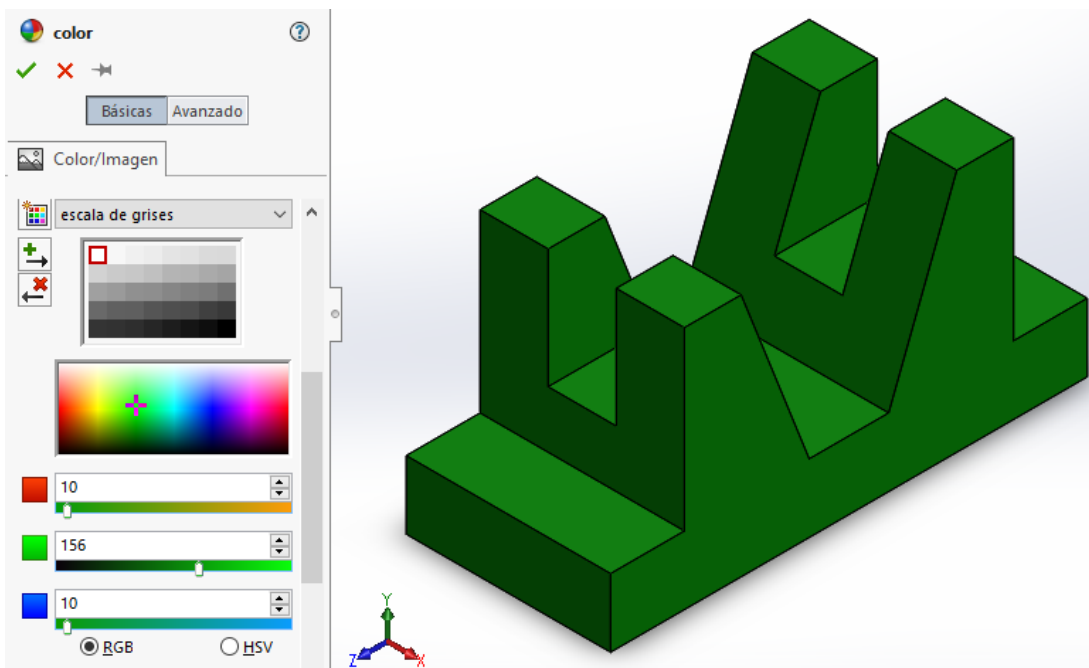 color
?
Básicas Avanzado
Color/Imagen
escala de grises
10
156
10
RGB HSV
Y
Z X